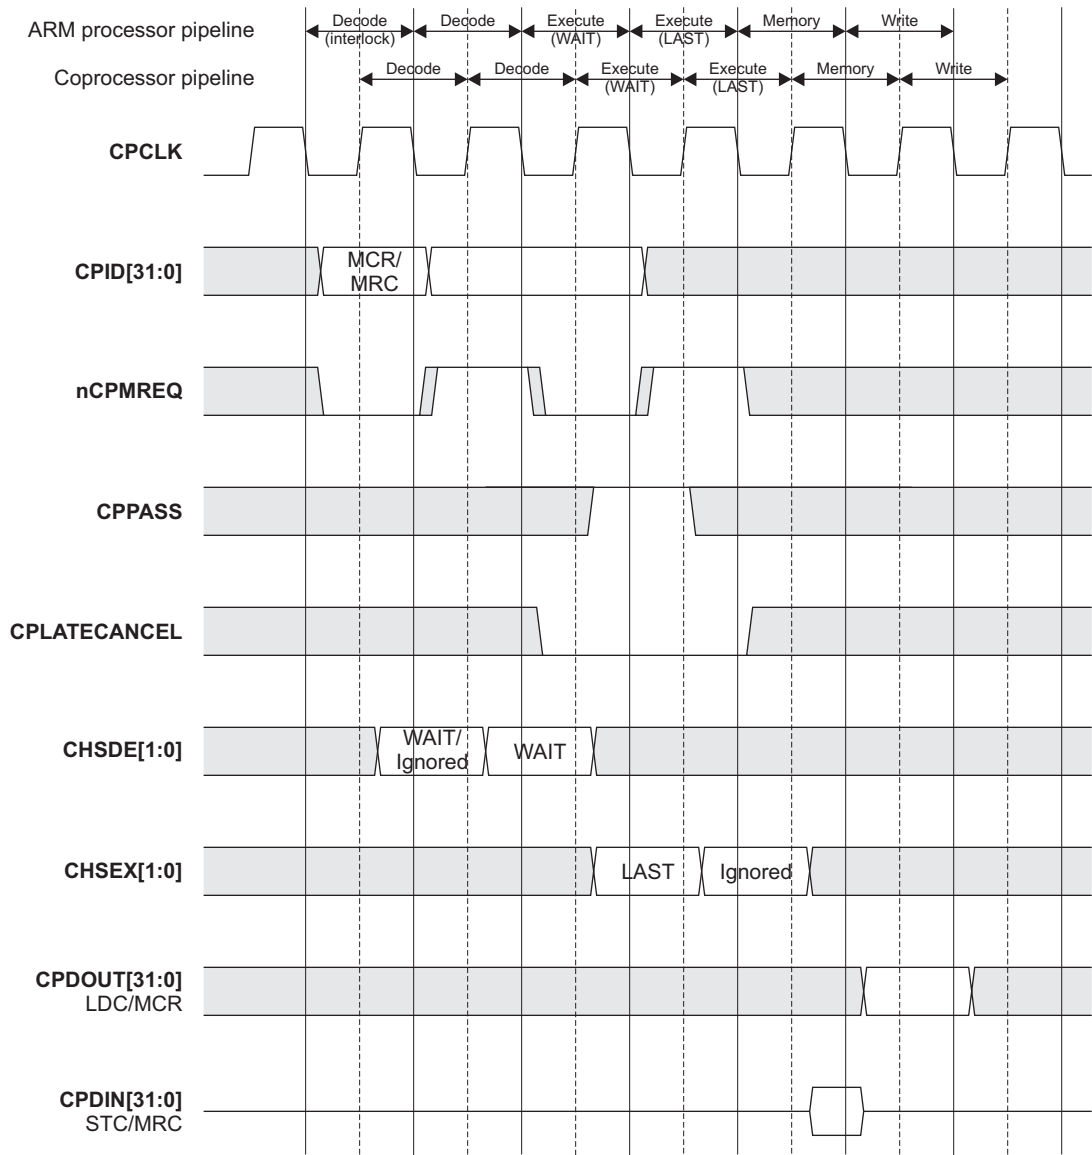 ARM processor pipeline
Decode (interlock)
Decode
Execute (WAIT)
Execute (LAST)
Memory
Write
Coprocessor pipeline
Decode
Decode
Execute (WAIT)
Execute (LAST)
Memory
Write
CPCLK
CPID[31:0]
MCR/
MRC
nCPMREQ
CPPASS
CPLATECANCEL
CHSDE[1:0]
WAIT/
Ignored
WAIT
CHSEX[1:0]
LAST
Ignored
CPDOUT[31:0]
LDC/MCR
CPDIN[31:0]
STC/MRC